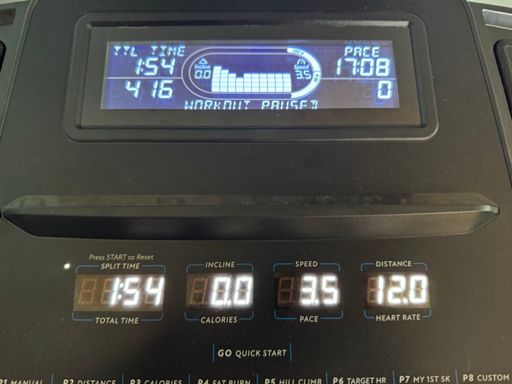 TTL TIME
PACE
1:54
Incline
0.0
Speed
3.5
17:08
416
0
WORKOUT PAUSED
Press START to Reset
SPLIT TIME
INCLINE
SPEED
DISTANCE
1:54
0.0
3.5
12.0
TOTAL TIME
CALORIES
PACE
HEART RATE
GO QUICK START
P1 MANUAL
P2 DISTANCE
P3 CALORIES
P4 FAT BURN
P5 HILL CLIMB
P6 TARGET HR
P7 MY 1ST 5K
P8 CUSTOM